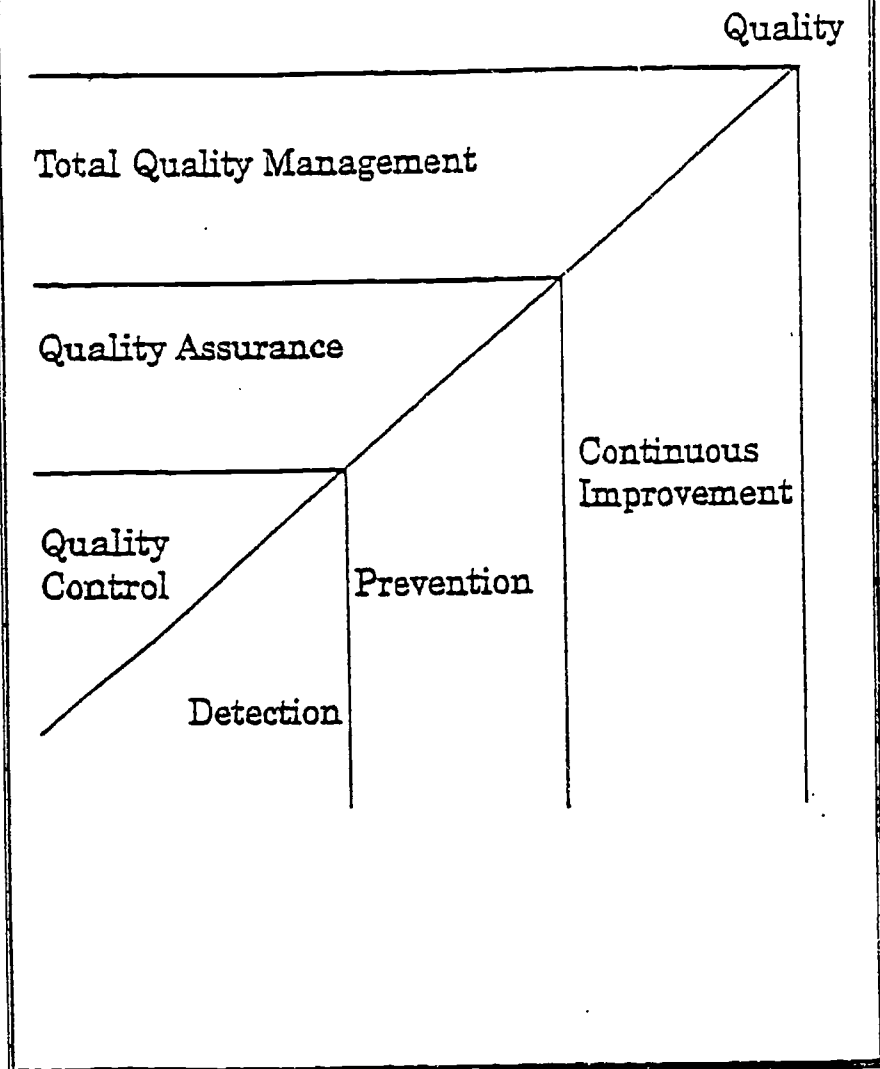 Quality
Total Quality Management
Quality Assurance
Continuous
Improvement
Quality
Control
Prevention
Detection